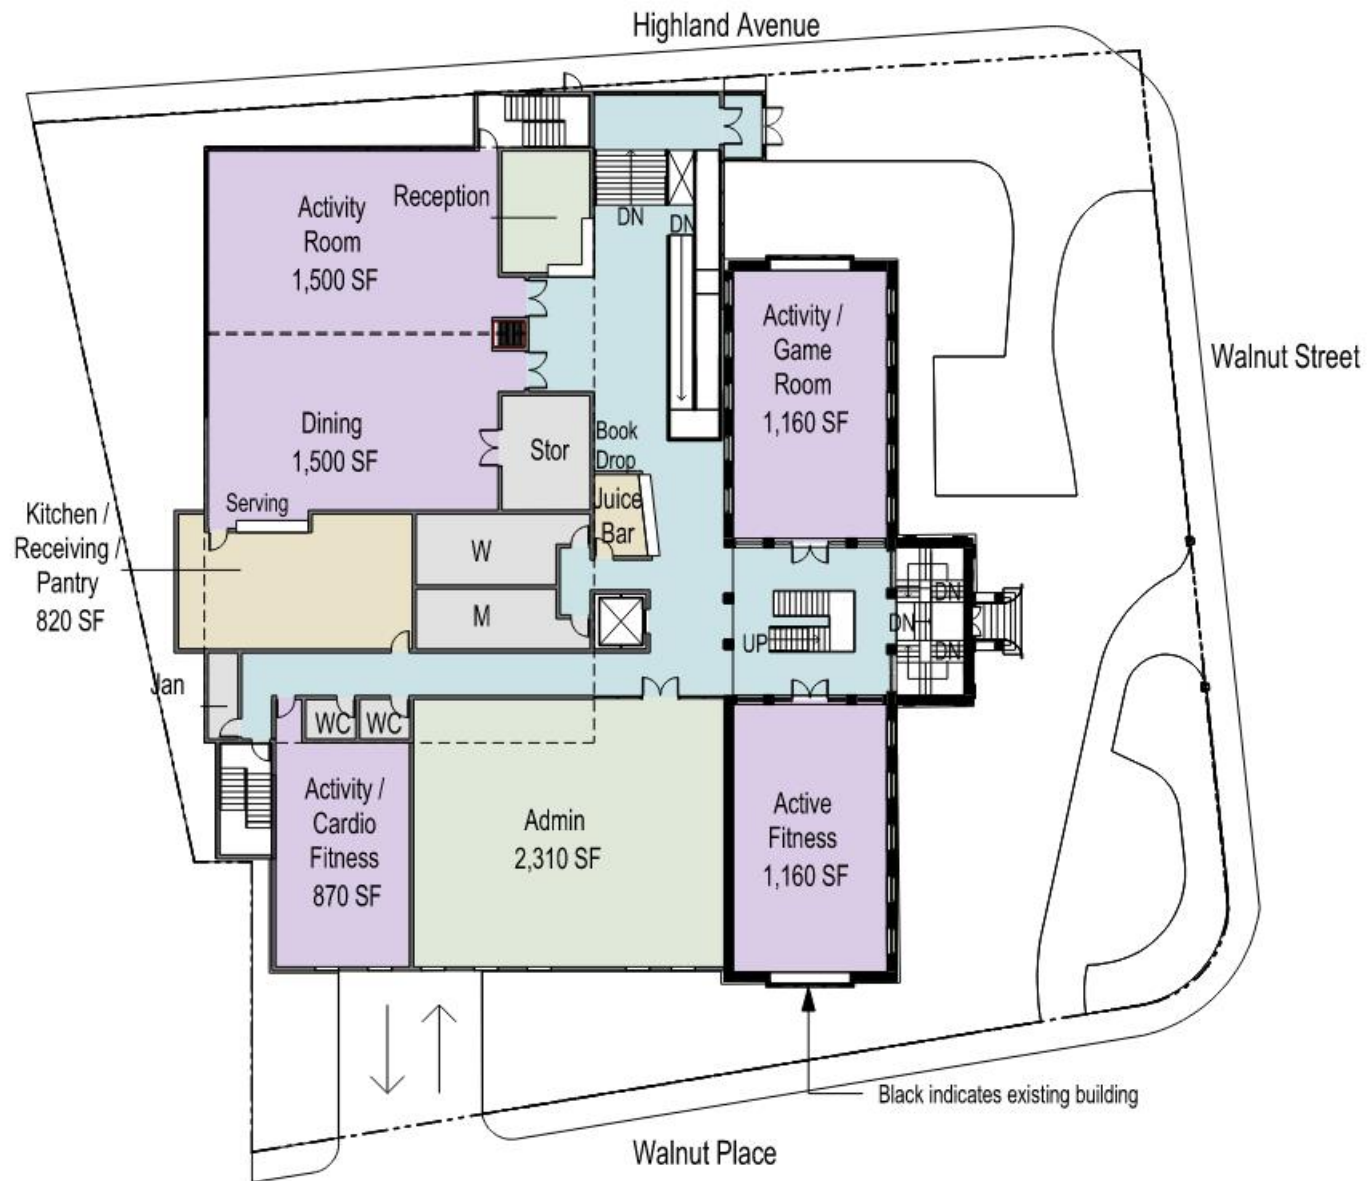 Highland Avenue
Reception
Activity
Room
1,500 SF
DN
DN
Activity /
Game
Room
1,160 SF
Walnut Street
Dining
1,500 SF
Stor
Book
Drop
Serving
Juice
Bar
Kitchen /
Receiving /
Pantry
820 SF
W
M
DN
DN
DN
UP
Jan
WC
WC
Activity /
Cardio
Fitness
870 SF
Admin
2,310 SF
Active
Fitness
1,160 SF
Black indicates existing building
Walnut Place